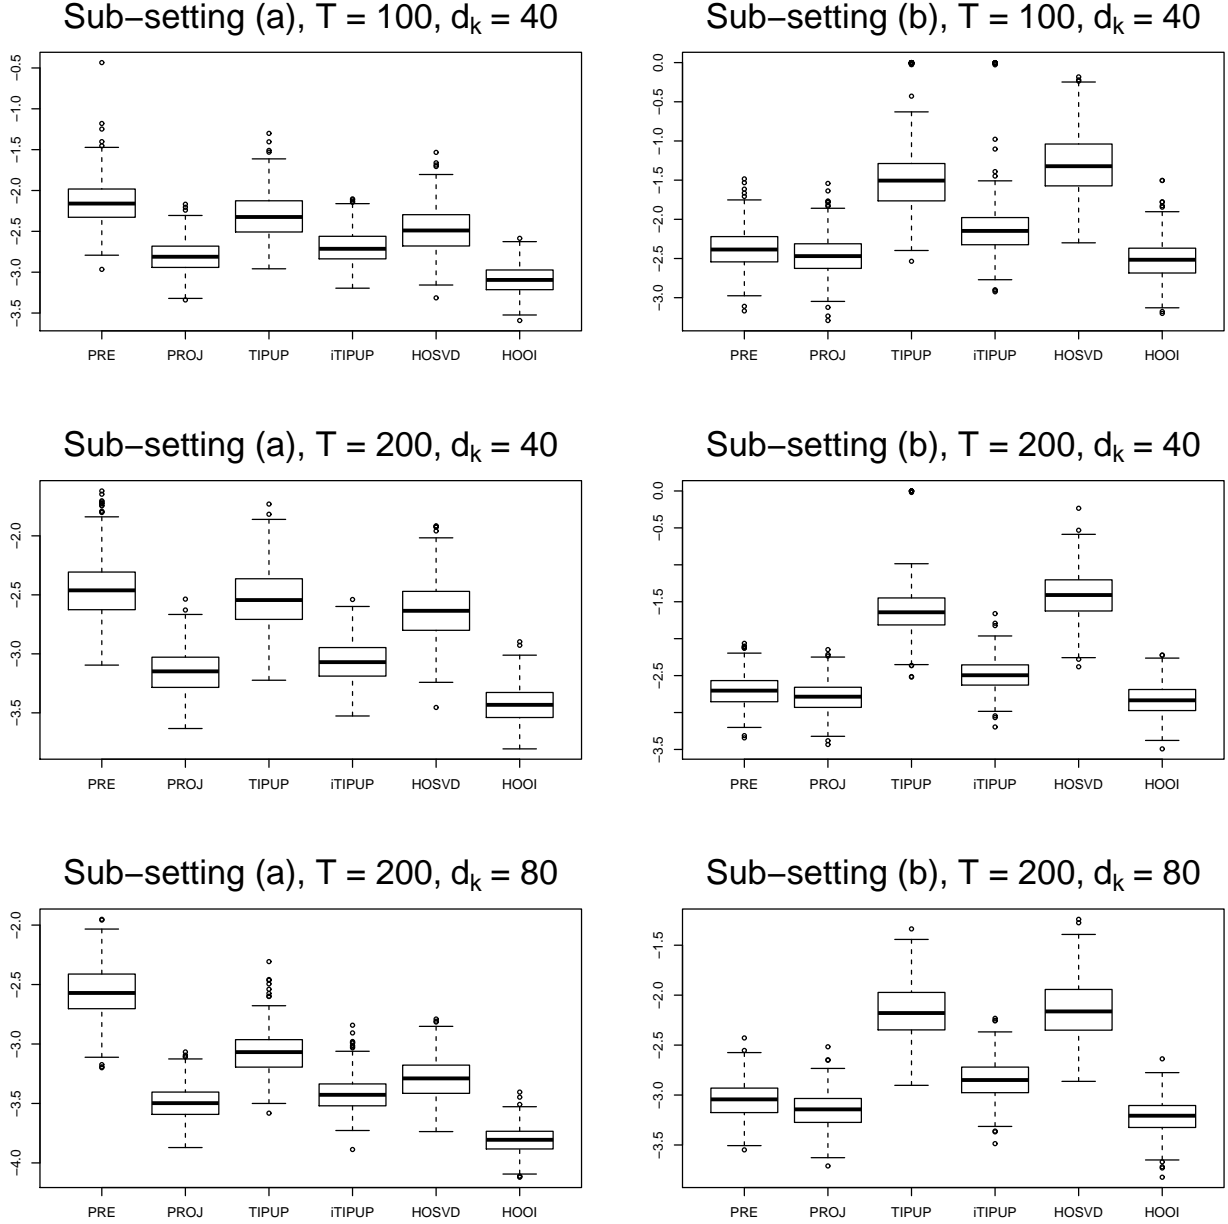 Sub−setting (a), T = 100, dk = 40
−0.5
−1.0
−1.5
−2.0
−2.5
−3.0
−3.5
PRE PROJ TIPUP iTIPUP HOSVD HOOI
Sub−setting (b), T = 100, dk = 40
0.0
−0.5
−1.0
−1.5
−2.0
−2.5
−3.0
PRE PROJ TIPUP iTIPUP HOSVD HOOI
Sub−setting (a), T = 200, dk = 40
−2.0
−2.5
−3.0
−3.5
PRE PROJ TIPUP iTIPUP HOSVD HOOI
Sub−setting (b), T = 200, dk = 40
0.0
−0.5
−1.5
−2.5
−3.5
PRE PROJ TIPUP iTIPUP HOSVD HOOI
Sub−setting (a), T = 200, dk = 80
−2.0
−2.5
−3.0
−3.5
−4.0
PRE PROJ TIPUP iTIPUP HOSVD HOOI
Sub−setting (b), T = 200, dk = 80
−1.5
−2.0
−2.5
−3.0
−3.5
PRE PROJ TIPUP iTIPUP HOSVD HOOI